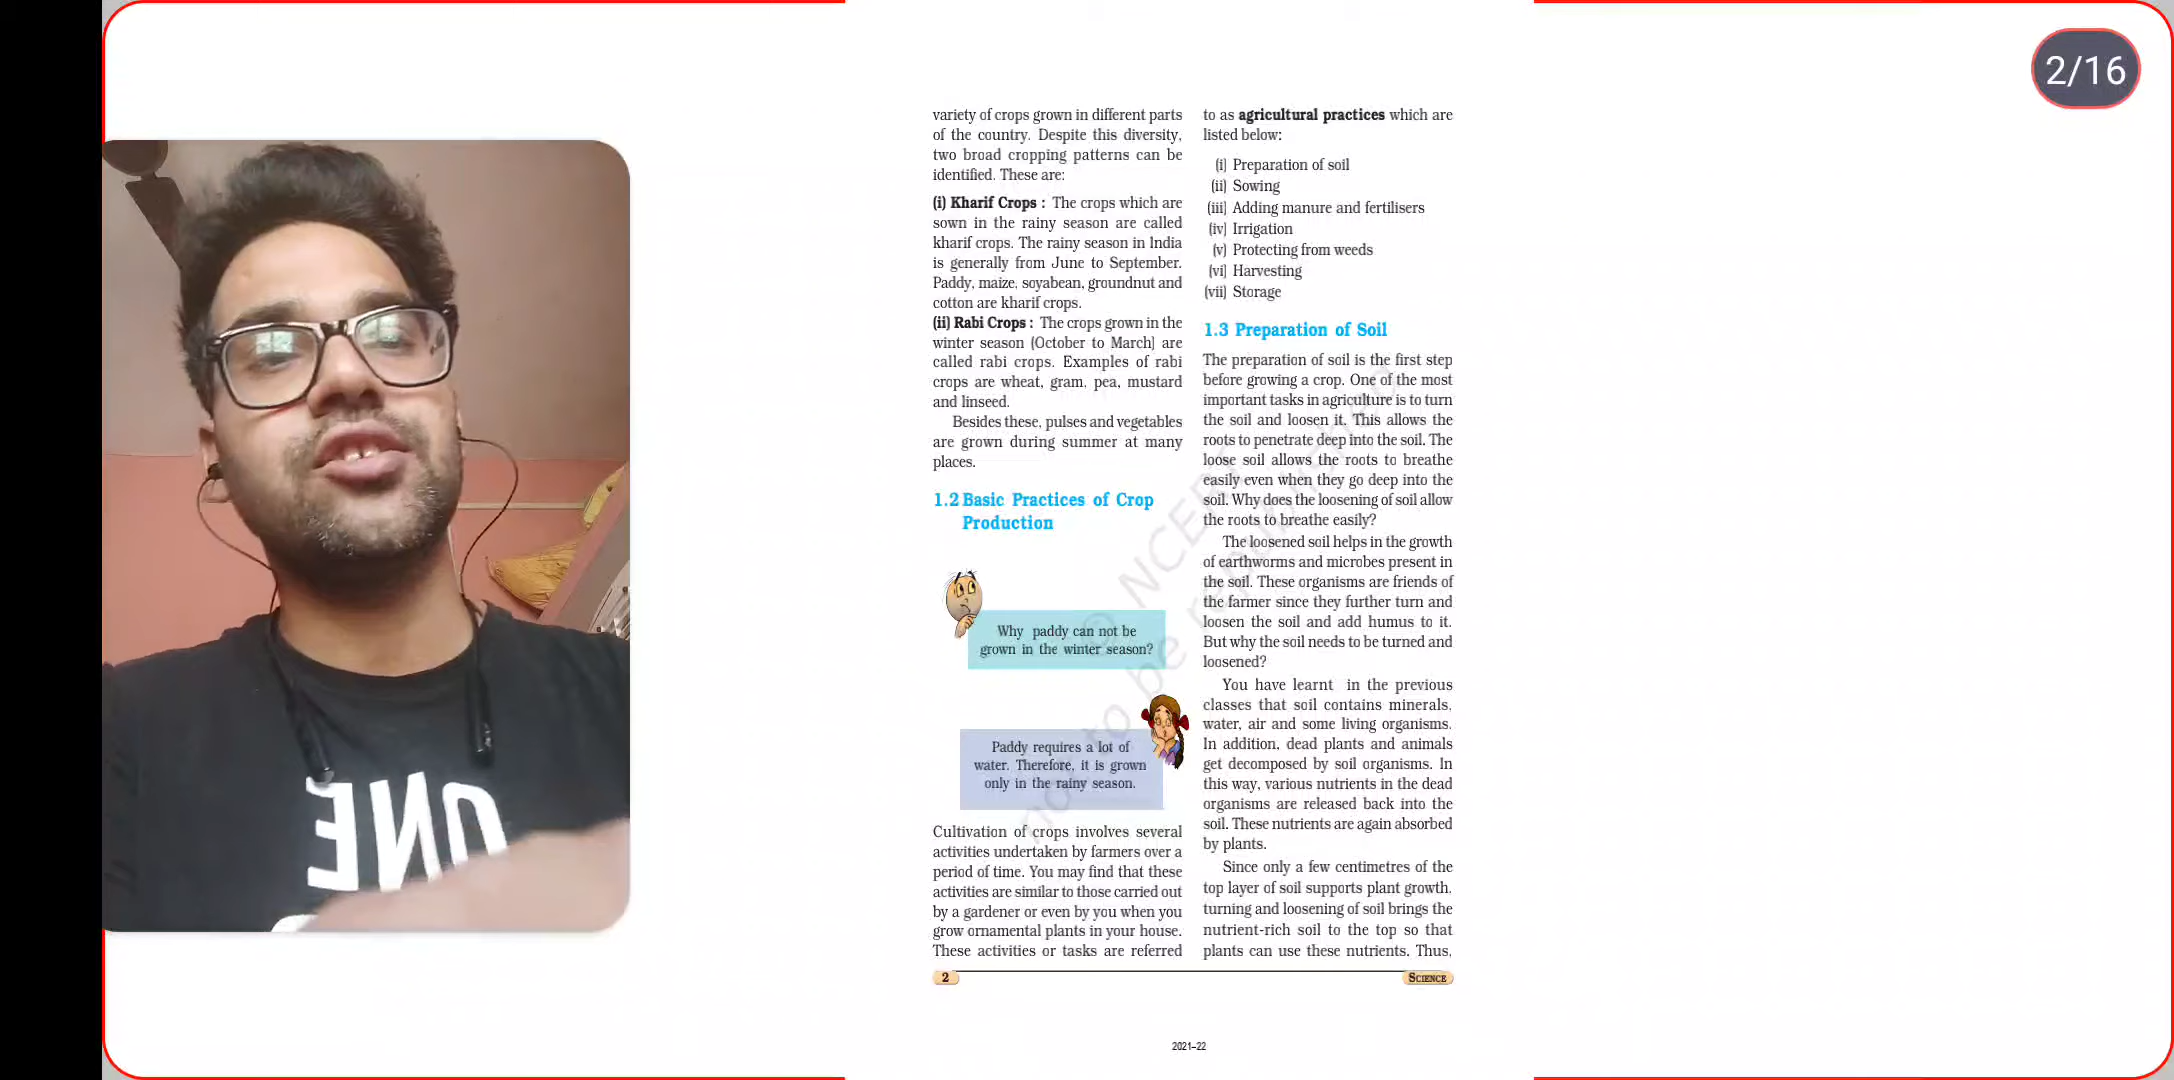 2/16
variety of crops grown in different parts
of the country. Despite this diversity,
two broad cropping patterns can be
identified. These are:
(i) Kharif Crops : The crops which are
sown in the rainy season are called
kharif crops. The rainy season in India
is generally from June to September.
Paddy, maize, soyabean, groundnut and
cotton are kharif crops.
(ii) Rabi Crops : The crops grown in the
winter season (October to March) are
called rabi crops. Examples of rabi
crops are wheat, gram, pea, mustard
and linseed.
Besides these, pulses and vegetables
are grown during summer at many
places.
1.2 Basic Practices of Crop
Production
Why paddy can not be
grown in the winter season?
Paddy requires a lot of
water. Therefore, it is grown
only in the rainy season.
Cultivation of crops involves several
activities undertaken by farmers over a
period of time. You may find that these
activities are similar to those carried out
by a gardener or even by you when you
grow ornamental plants in your house.
These activities or tasks are referred
to as agricultural practices which are
listed below:
(i) Preparation of soil
(ii) Sowing
(iii) Adding manure and fertilisers
(iv) Irrigation
(v) Protecting from weeds
(vi) Harvesting
(vii) Storage
1.3 Preparation of Soil
The preparation of soil is the first step
before growing a crop. One of the most
important tasks in agriculture is to turn
the soil and loosen it. This allows the
roots to penetrate deep into the soil. The
loose soil allows the roots to breathe
easily even when they go deep into the
soil. Why does the loosening of soil allow
the roots to breathe easily?
The loosened soil helps in the growth
of earthworms and microbes present in
the soil. These organisms are friends of
the farmer since they further turn and
loosen the soil and add humus to it.
But why the soil needs to be turned and
loosened?
You have learnt in the previous
classes that soil contains minerals,
water, air and some living organisms.
In addition, dead plants and animals
get decomposed by soil organisms. In
this way, various nutrients in the dead
organisms are released back into the
soil. These nutrients are again absorbed
by plants.
Since only a few centimetres of the
top layer of soil supports plant growth,
turning and loosening of soil brings the
nutrient-rich soil to the top so that
plants can use these nutrients. Thus,
© NCERT
not to be republished
2
SCIENCE
2021–22
ONE